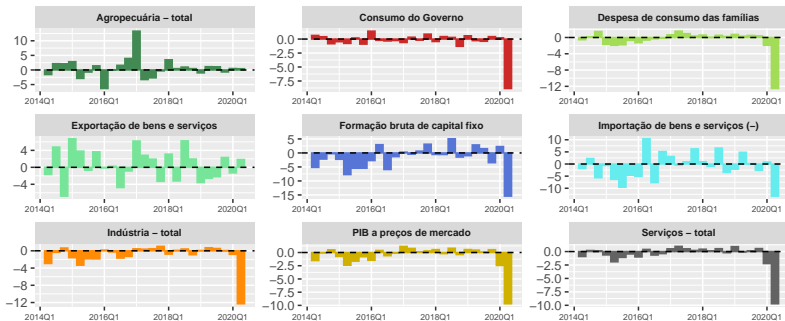 Agropecuária – total
10
5
0
−5
2014Q1 2016Q1 2018Q1 2020Q1
Consumo do Governo
0.0
−2.5
−5.0
−7.5
2014Q1 2016Q1 2018Q1 2020Q1
Despesa de consumo das famílias
0
−4
−8
−12
2014Q1 2016Q1 2018Q1 2020Q1
Exportação de bens e serviços
4
0
−4
2014Q1 2016Q1 2018Q1 2020Q1
Formação bruta de capital fixo
5
0
−5
−10
−15
2014Q1 2016Q1 2018Q1 2020Q1
Importação de bens e serviços (−)
10
5
0
−5
−10
2014Q1 2016Q1 2018Q1 2020Q1
Indústria – total
0
−4
−8
−12
2014Q1 2016Q1 2018Q1 2020Q1
PIB a preços de mercado
0.0
−2.5
−5.0
−7.5
−10.0
2014Q1 2016Q1 2018Q1 2020Q1
Serviços – total
0.0
−2.5
−5.0
−7.5
−10.0
2014Q1 2016Q1 2018Q1 2020Q1